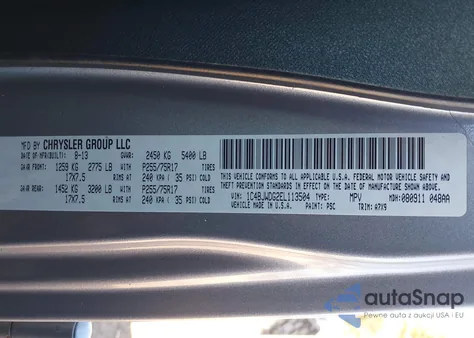 MFD BY CHRYSLER GROUP LLC
DATE OF MFR(BUILT): 8-13 GVWR: 2450 KG 5400 LB
GAWR FRONT: 1259 KG 2775 LB P255/75R17 TIRES
17X7.5 RIMS AT 240 KPA ( 35 PSI) COLD
GAWR REAR: 1452 KG 3200 LB P255/75R17 TIRES
17X7.5 RIMS AT 240 KPA ( 35 PSI) COLD
THIS VEHICLE CONFORMS TO ALL APPLICABLE U.S.A. FEDERAL MOTOR VEHICLE SAFETY,
BUMPER AND THEFT PREVENTION STANDARDS IN EFFECT ON THE DATE OF MANUFACTURE SHOWN ABOVE
VIN: 1C4BJWDG2EL113504 TYPE: MPV MDH: 080911 048AA
VEHICLE MADE IN U.S.A. PAINT: PSC TRIM: A7X9
autoSnap
Pewne auta z aukcji USA i EU